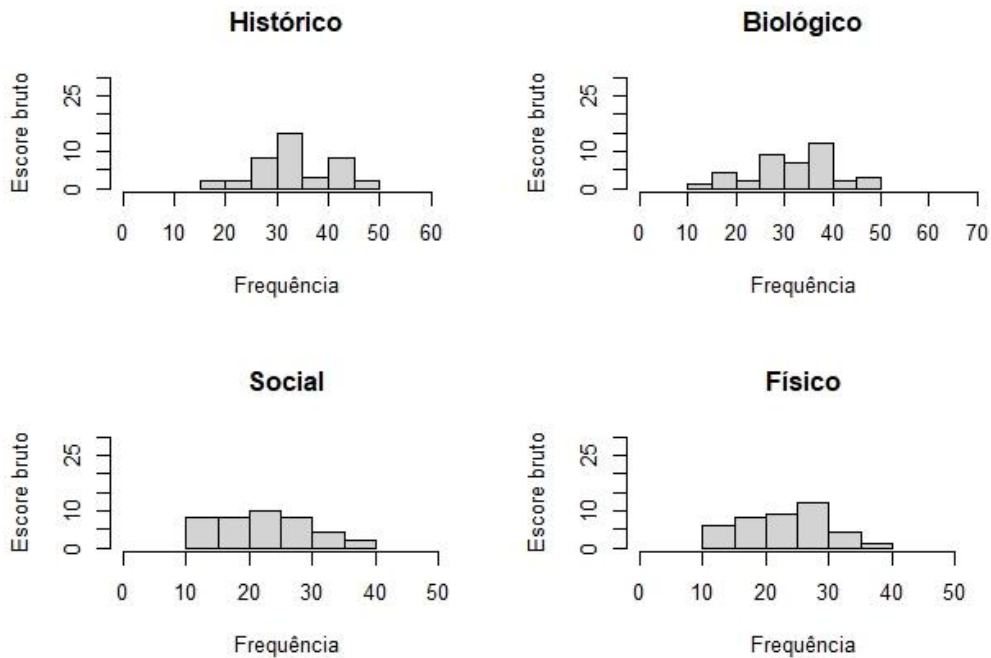 Histórico
Escore bruto
0 10 25
0 10 20 30 40 50 60
Frequência
Biológico
Escore bruto
0 10 25
0 10 20 30 40 50 60 70
Frequência
Social
Escore bruto
0 10 25
0 10 20 30 40 50
Frequência
Físico
Escore bruto
0 10 25
0 10 20 30 40 50
Frequência